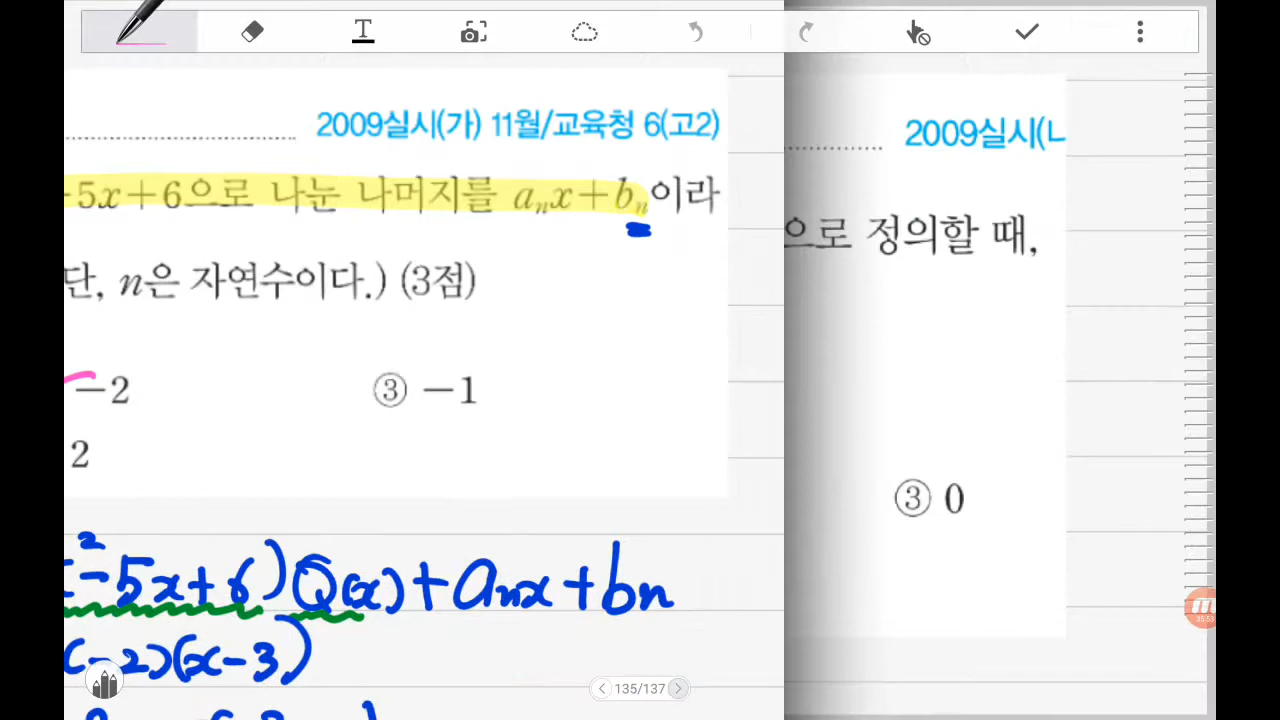 T
2009실시(가) 11월/교육청 6(고2)
-5x+6으로 나눈 나머지를 aₙx+bₙ이라
단, n은 자연수이다.) (3점)
-2
③ -1
2
2009실시(나
으로 정의할 때,
③ 0
²-5x+6)Q(x)+aₙx+bₙ
-2)(x-3)
135/137
35:53